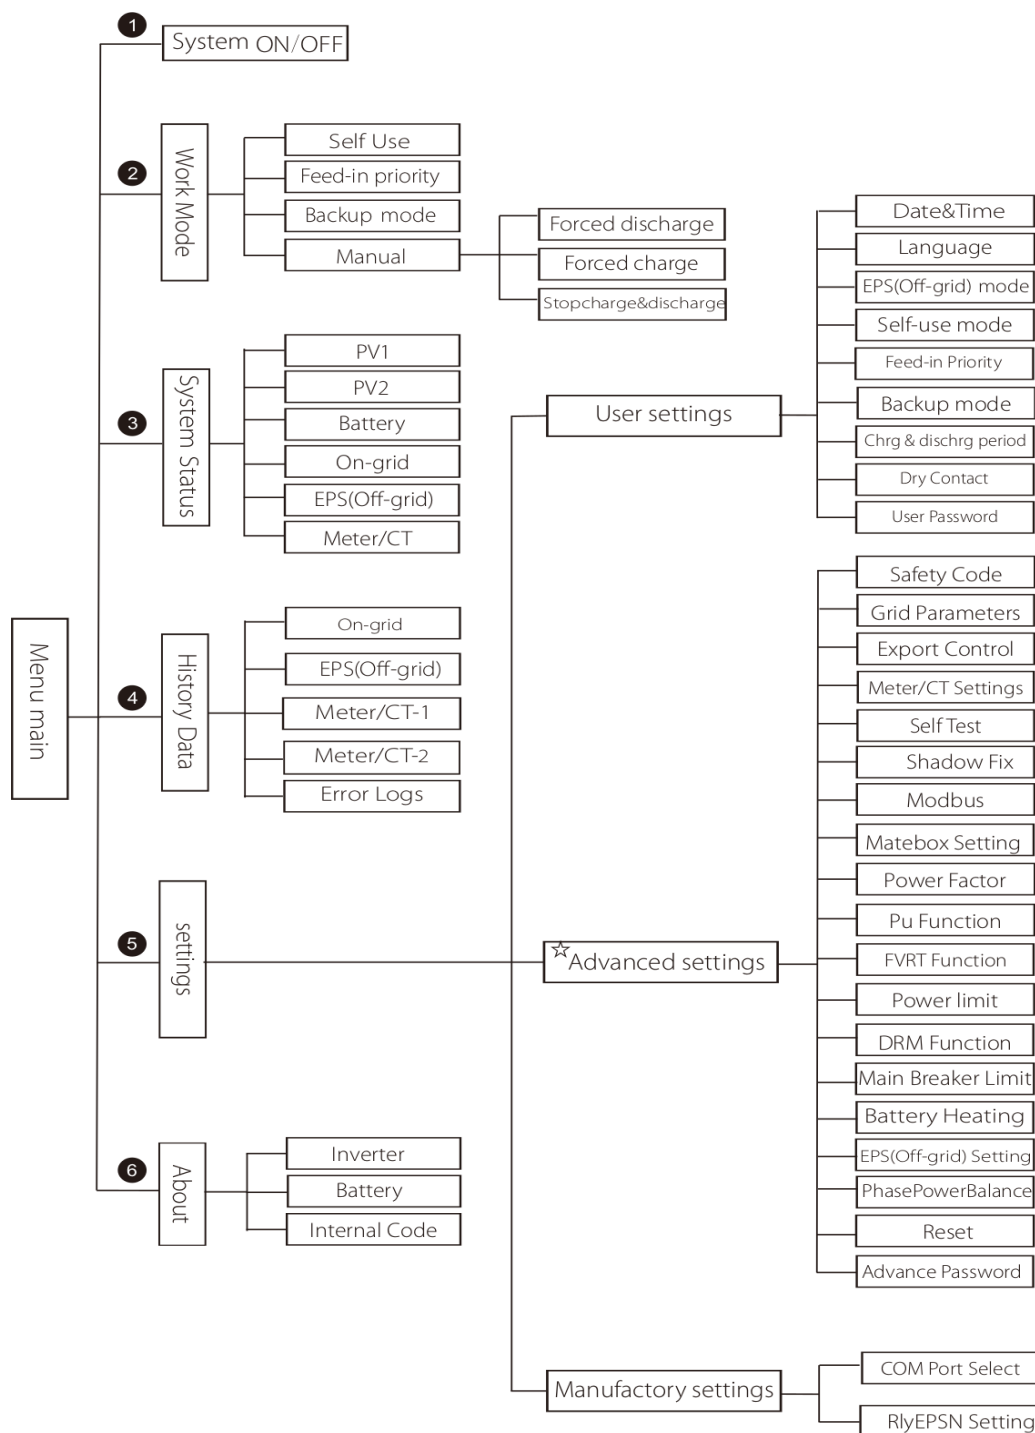 Menu main
1
System ON/OFF
2
Work Mode
Self Use
Feed-in priority
Backup mode
Manual
Forced discharge
Forced charge
Stopcharge&discharge
3
System Status
PV1
PV2
Battery
On-grid
EPS(Off-grid)
Meter/CT
4
History Data
On-grid
EPS(Off-grid)
Meter/CT-1
Meter/CT-2
Error Logs
5
settings
User settings
Date&Time
Language
EPS(Off-grid) mode
Self-use mode
Feed-in Priority
Backup mode
Chrg & dischrg period
Dry Contact
User Password
☆Advanced settings
Safety Code
Grid Parameters
Export Control
Meter/CT Settings
Self Test
Shadow Fix
Modbus
Matebox Setting
Power Factor
Pu Function
FVRT Function
Power limit
DRM Function
Main Breaker Limit
Battery Heating
EPS(Off-grid) Setting
PhasePowerBalance
Reset
Advance Password
Manufactory settings
COM Port Select
RlyEPSN Setting
6
About
Inverter
Battery
Internal Code